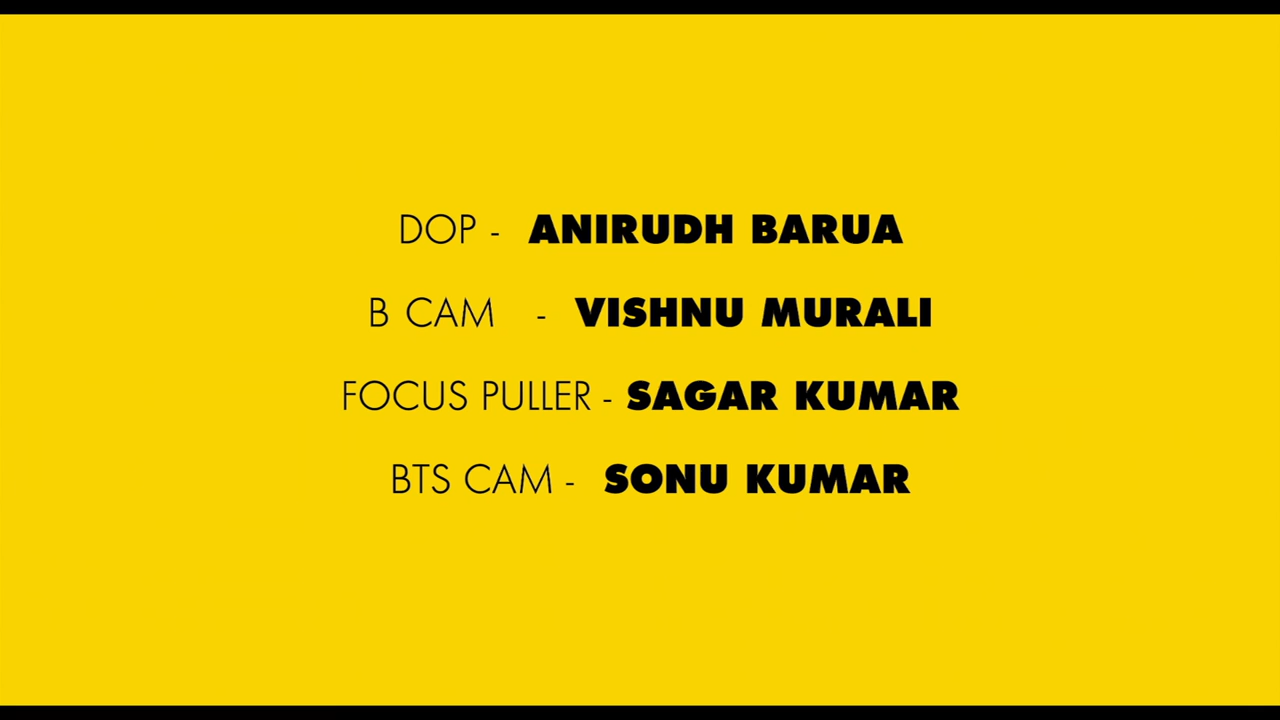 DOP - ANIRUDH BARUA
B CAM - VISHNU MURALI
FOCUS PULLER - SAGAR KUMAR
BTS CAM - SONU KUMAR